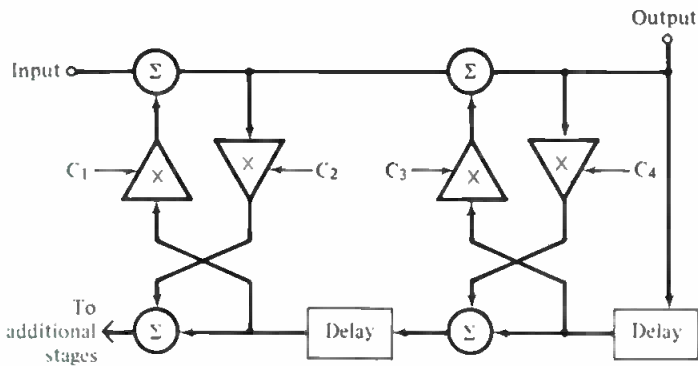 Output
Input
Σ
Σ
C1
X
X
C2
C3
X
X
C4
To
additional
stages
Σ
Delay
Σ
Delay